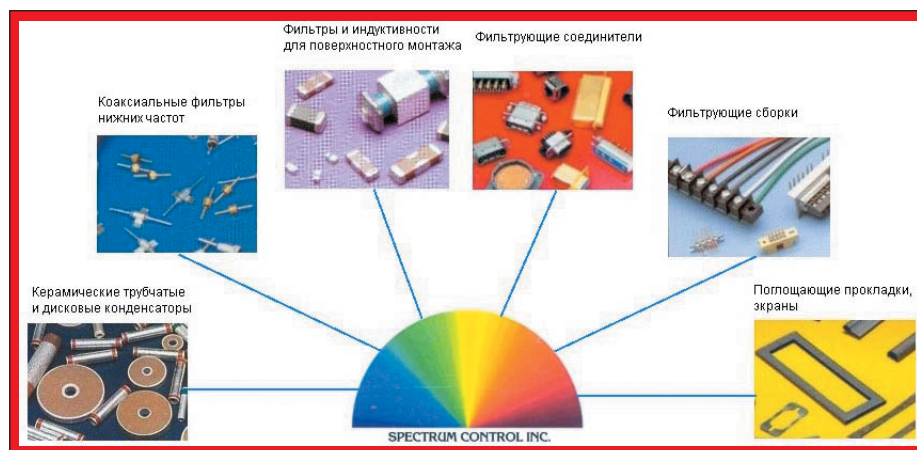 Фильтры и индуктивности
для поверхностного монтажа
Фильтрующие соединители
Коаксиальные фильтры
нижних частот
Фильтрующие сборки
Керамические трубчатые
и дисковые конденсаторы
Поглощающие прокладки,
экраны
SPECTRUM CONTROL INC.